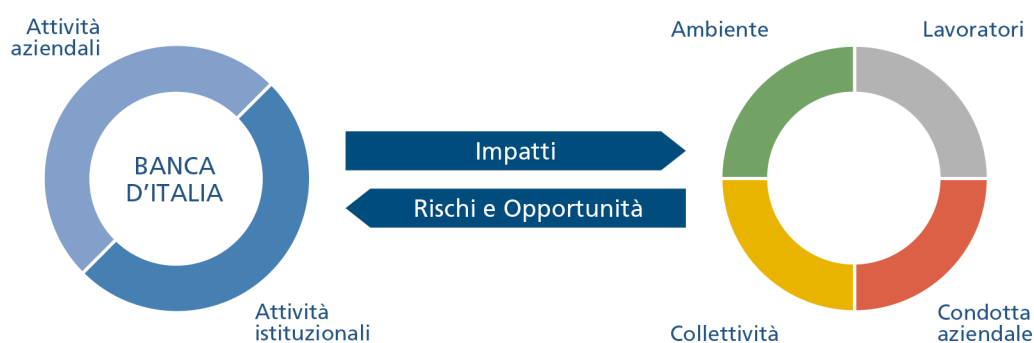 Attività
aziendali
BANCA
D'ITALIA
Attività
istituzionali
Impatti
Rischi e Opportunità
Ambiente
Lavoratori
Collettività
Condotta
aziendale